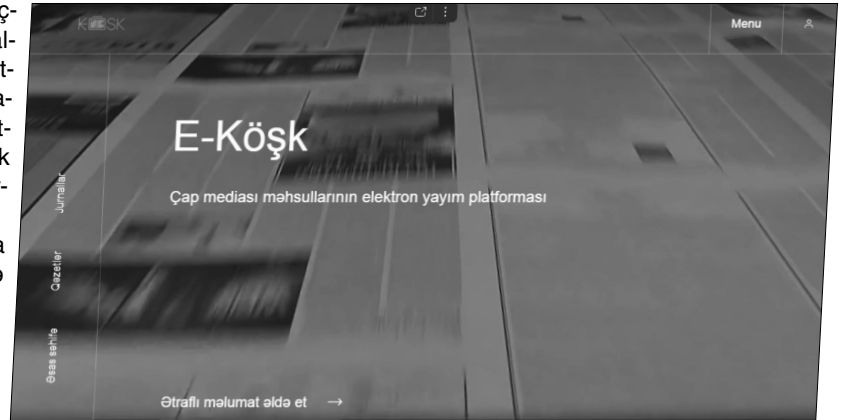 KÖŞK
Menu
E-Köşk
Çap mediası məhsullarının elektron yayım platforması
Jurnallar
Qəzetlər
Əsas səhifə
Ətraflı məlumat əldə et →